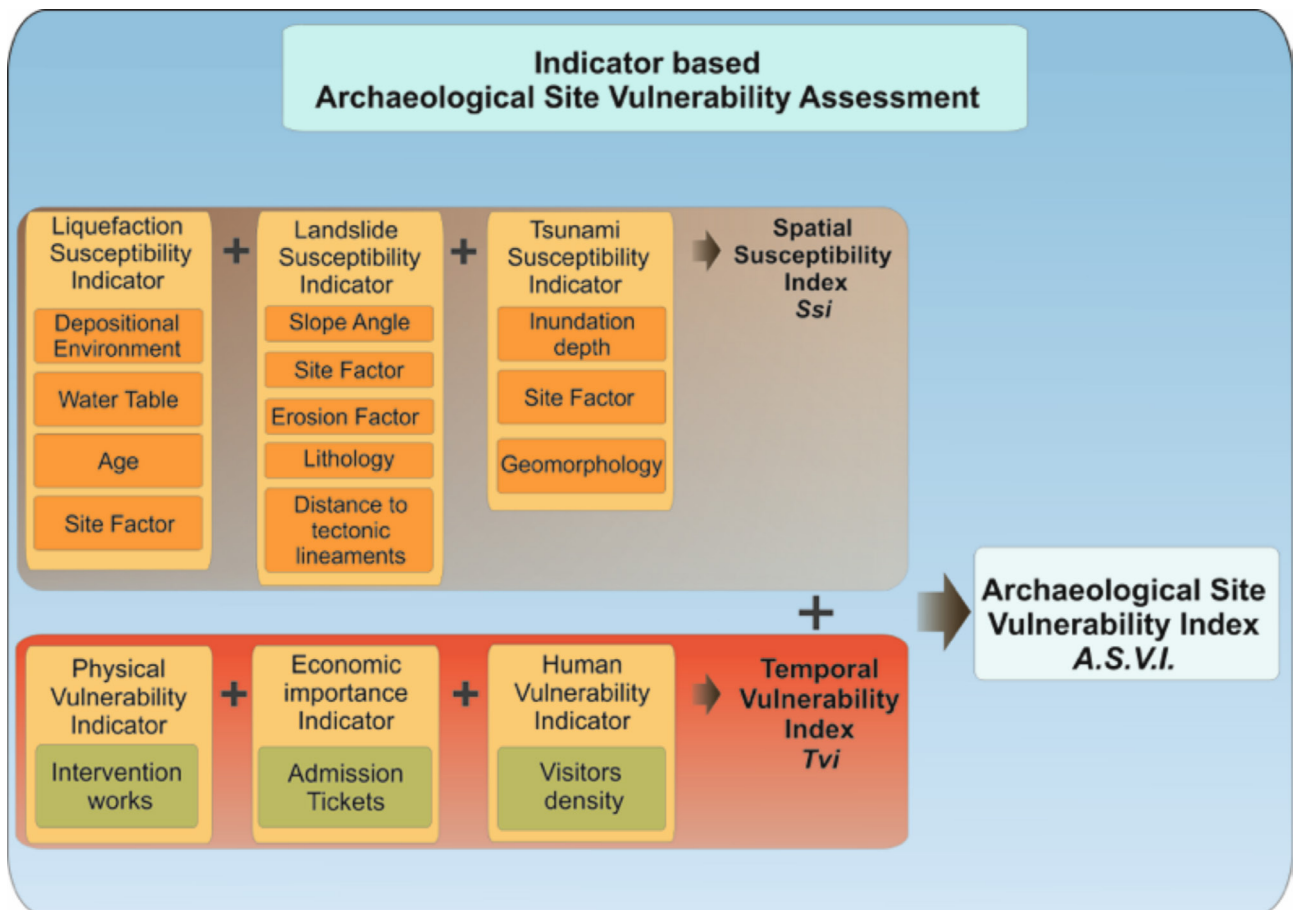 Indicator based
Archaeological Site Vulnerability Assessment
Liquefaction
Susceptibility
Indicator
Depositional
Environment
Water Table
Age
Site Factor
+
Landslide
Susceptibility
Indicator
Slope Angle
Site Factor
Erosion Factor
Lithology
Distance to
tectonic
lineaments
+
Tsunami
Susceptibility
Indicator
Inundation
depth
Site Factor
Geomorphology
Spatial
Susceptibility
Index
Ssi
+
Physical
Vulnerability
Indicator
Intervention
works
+
Economic
importance
Indicator
Admission
Tickets
+
Human
Vulnerability
Indicator
Visitors
density
Temporal
Vulnerability
Index
Tvi
Archaeological Site
Vulnerability Index
A.S.V.I.